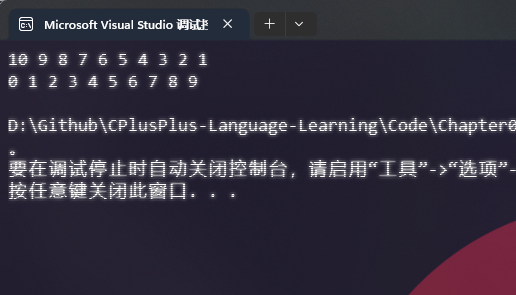 Microsoft Visual Studio 调试
10 9 8 7 6 5 4 3 2 1
0 1 2 3 4 5 6 7 8 9
D:\Github\CPlusPlus-Language-Learning\Code\Chapter0
。
要在调试停止时自动关闭控制台，请启用“工具”->“选项”-
按任意键关闭此窗口. . .